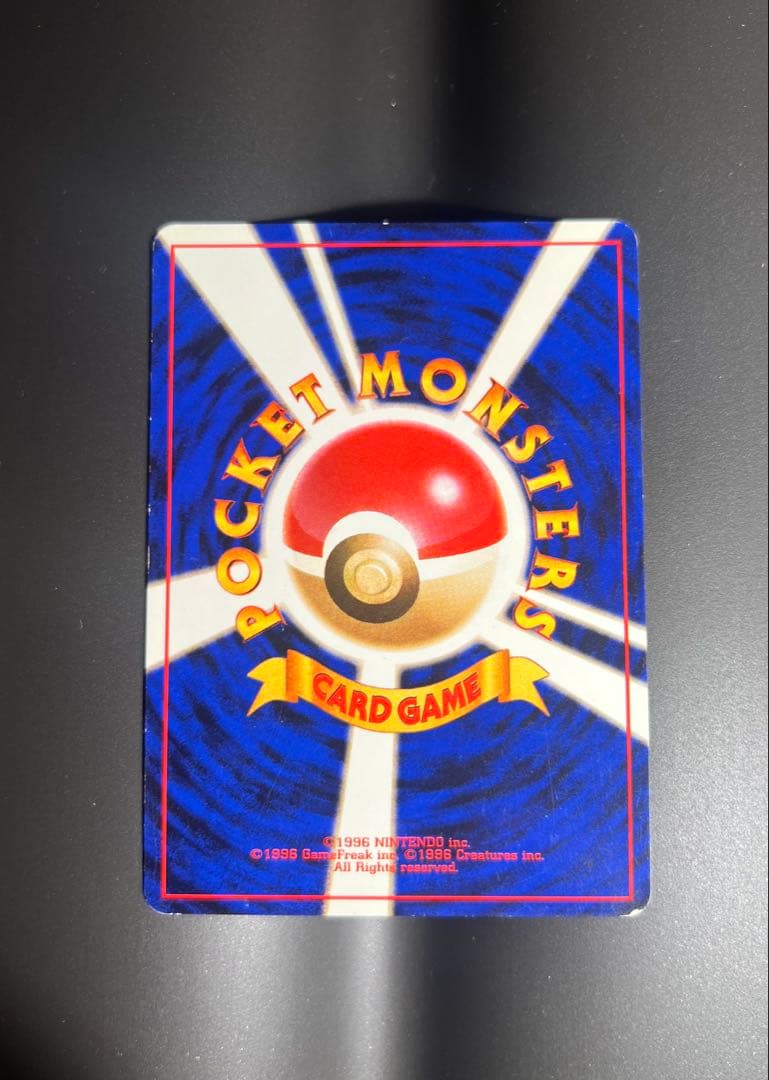 POCKET MONSTERS
CARD GAME
©1996 NINTENDO inc.
©1996 GameFreak inc. ©1996 Creatures inc.
All Rights reserved.